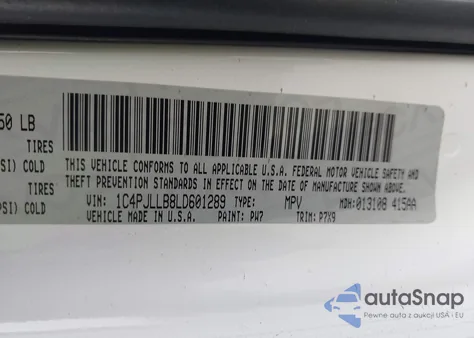 50 LB
TIRES
PSI) COLD
TIRES
PSI) COLD
THIS VEHICLE CONFORMS TO ALL APPLICABLE U.S.A. FEDERAL MOTOR VEHICLE SAFETY AND
THEFT PREVENTION STANDARDS IN EFFECT ON THE DATE OF MANUFACTURE SHOWN ABOVE.
VIN: 1C4PJLLB8LD601289 TYPE: MPV MDH:013108 415AA
VEHICLE MADE IN U.S.A. PAINT: PW7 TRIM: P7X9
autoSnap
Pewne auta z aukcji USA i EU